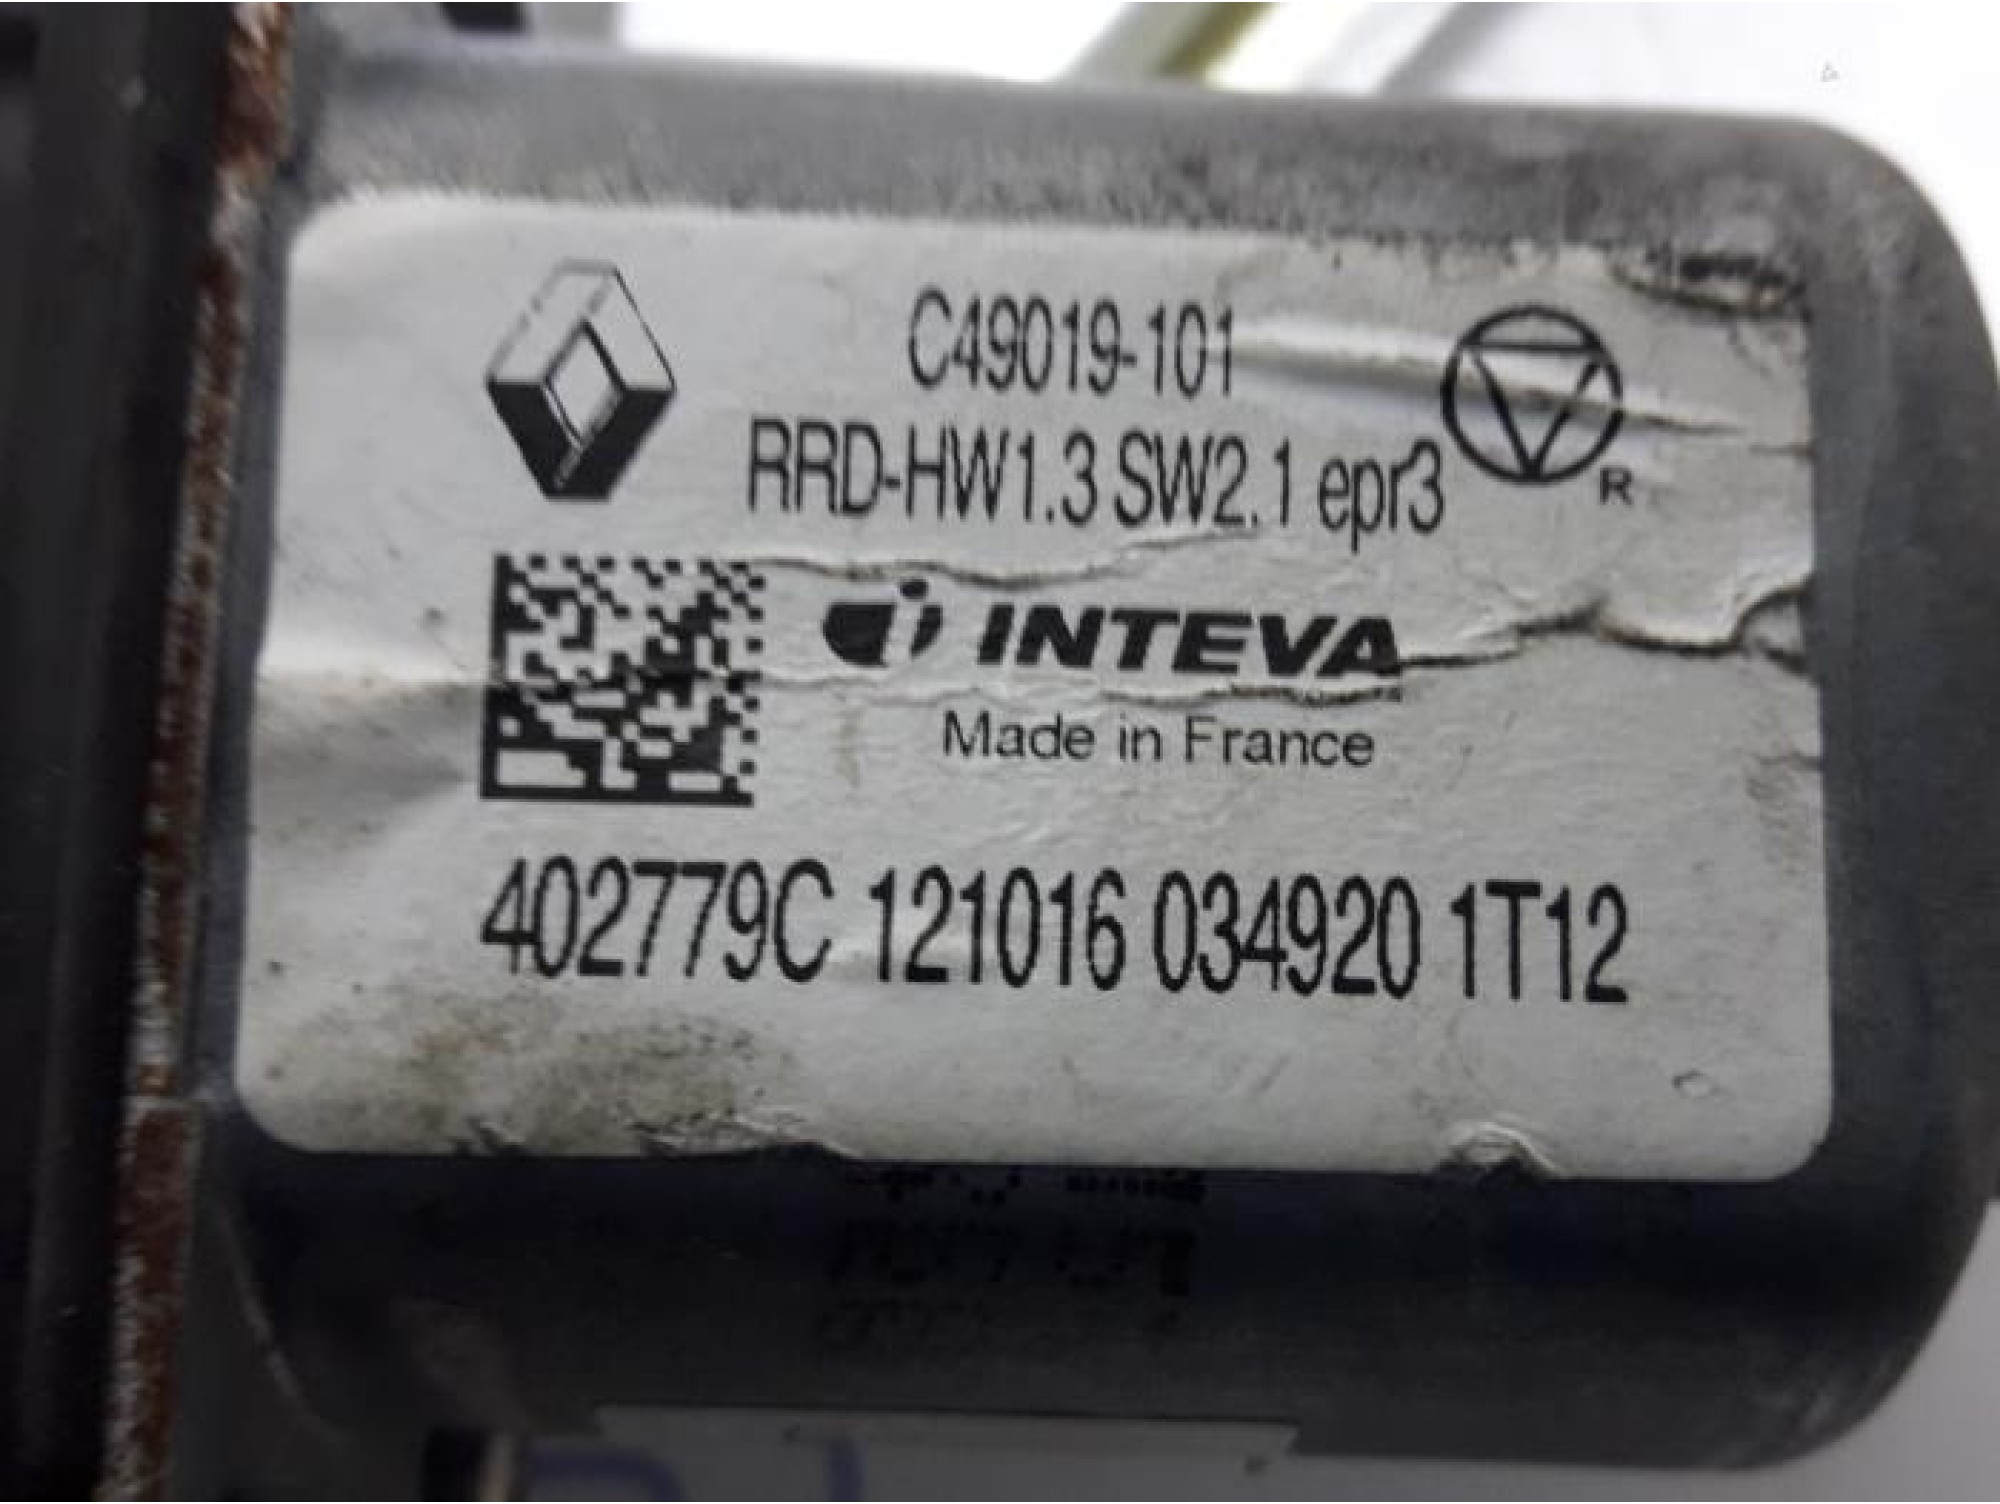 C49019-101
RRD-HW1.3 SW2.1 epr3
R
INTEVA
Made in France
402779C 121016 034920 1T12